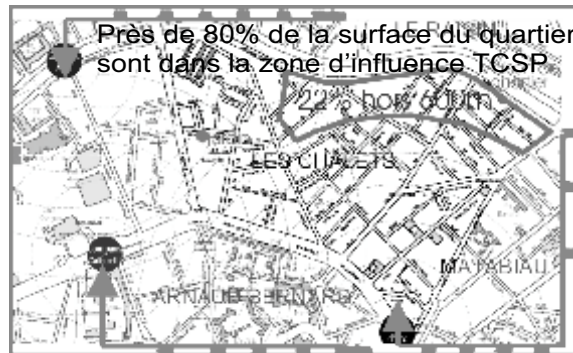 Près de 80% de la surface du quartier
sont dans la zone d'influence TCSP
22% hors 600m
LES CHALETS
MATABIAU
ARNAUD BERNARD